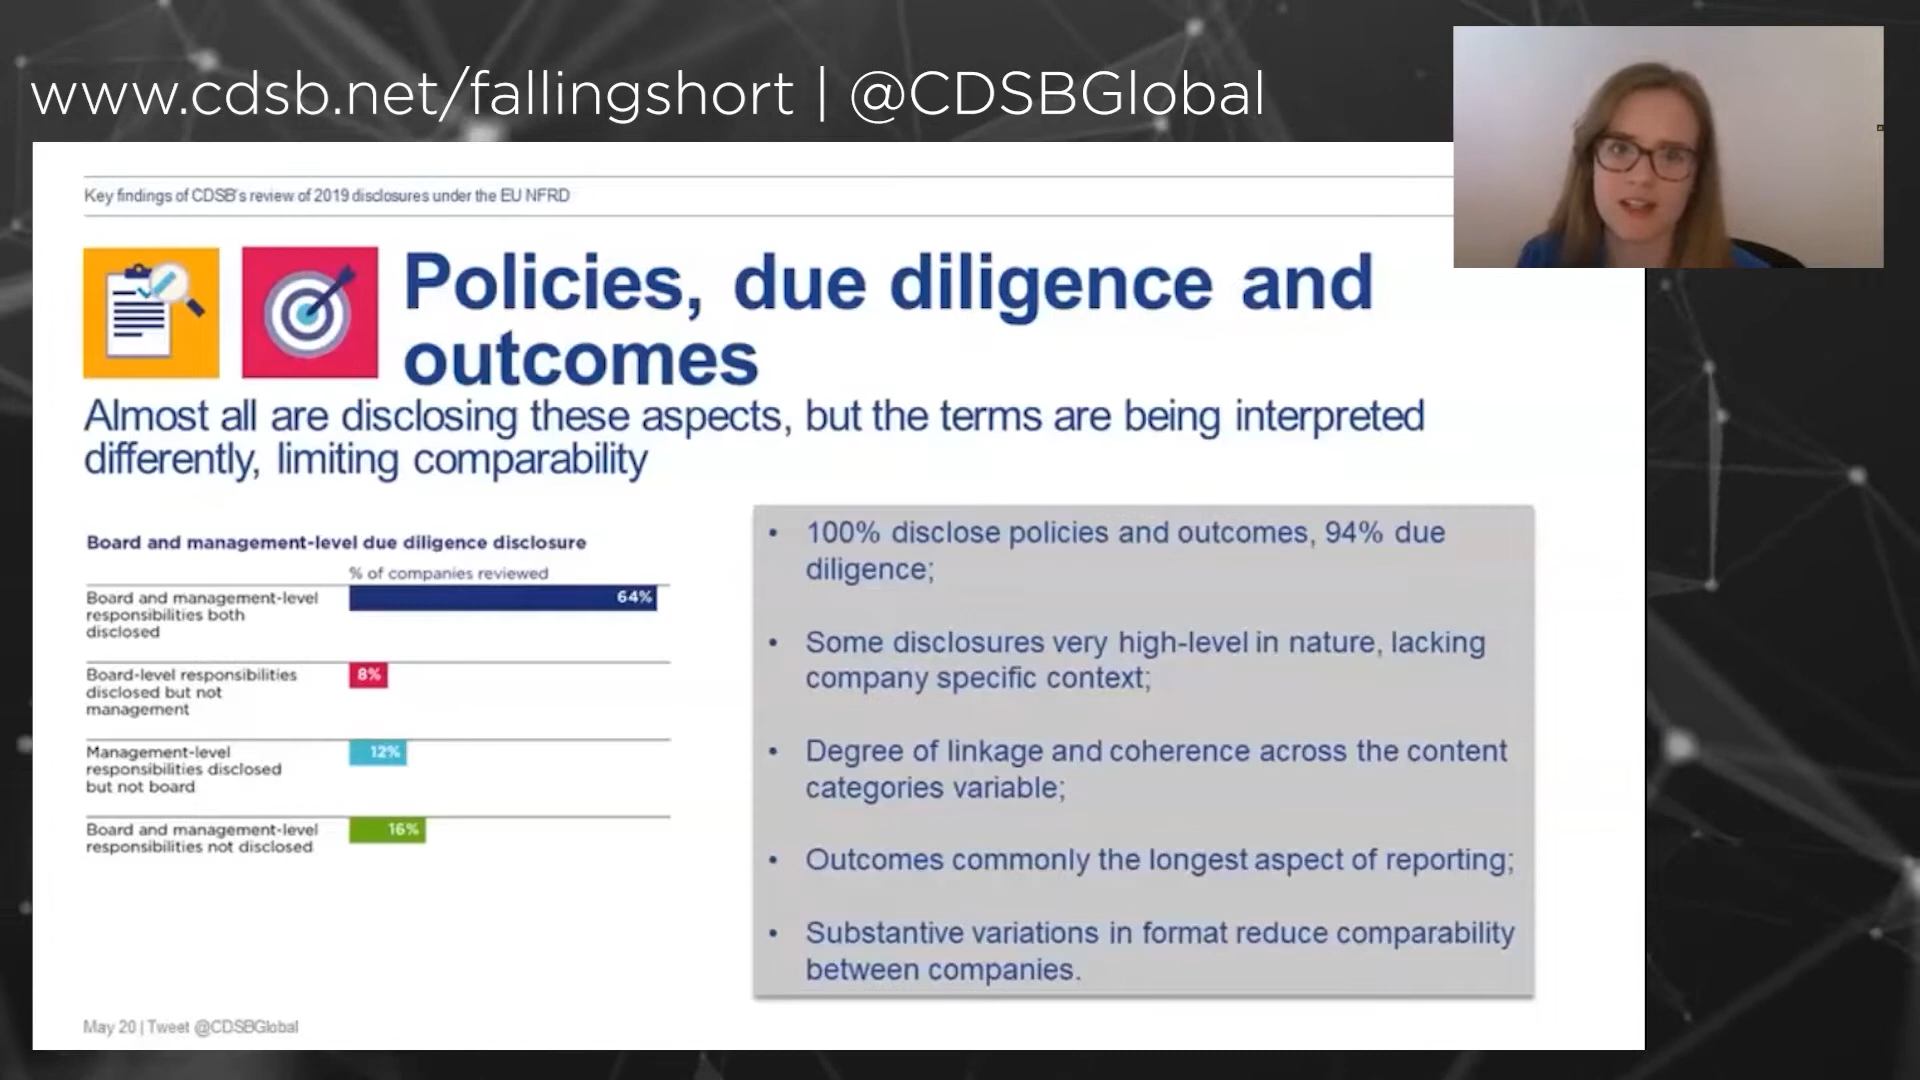 www.cdsb.net/fallingshort | @CDSBGlobal
Key findings of CDSB's review of 2019 disclosures under the EU NFRD
Policies, due diligence and
outcomes
Almost all are disclosing these aspects, but the terms are being interpreted
differently, limiting comparability
Board and management-level due diligence disclosure
% of companies reviewed
Board and management-level
responsibilities both
disclosed
64%
Board-level responsibilities
disclosed but not
management
8%
Management-level
responsibilities disclosed
but not board
12%
Board and management-level
responsibilities not disclosed
16%
• 100% disclose policies and outcomes, 94% due
diligence;
• Some disclosures very high-level in nature, lacking
company specific context;
• Degree of linkage and coherence across the content
categories variable;
• Outcomes commonly the longest aspect of reporting;
• Substantive variations in format reduce comparability
between companies.
May 20 | Tweet @CDSBGlobal